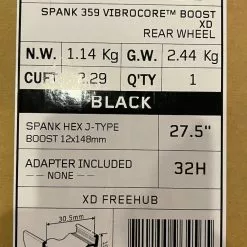 SPANK 359 VIBROCORE™ BOOST
XD
REAR WHEEL
N.W. 1.14 Kg G.W. 2.44 Kg
CUFT 2.29 Q'TY 1
BLACK
SPANK HEX J-TYPE
BOOST 12x148mm
27.5"
ADAPTER INCLUDED
-- NONE --
32H
XD FREEHUB
30.5mm